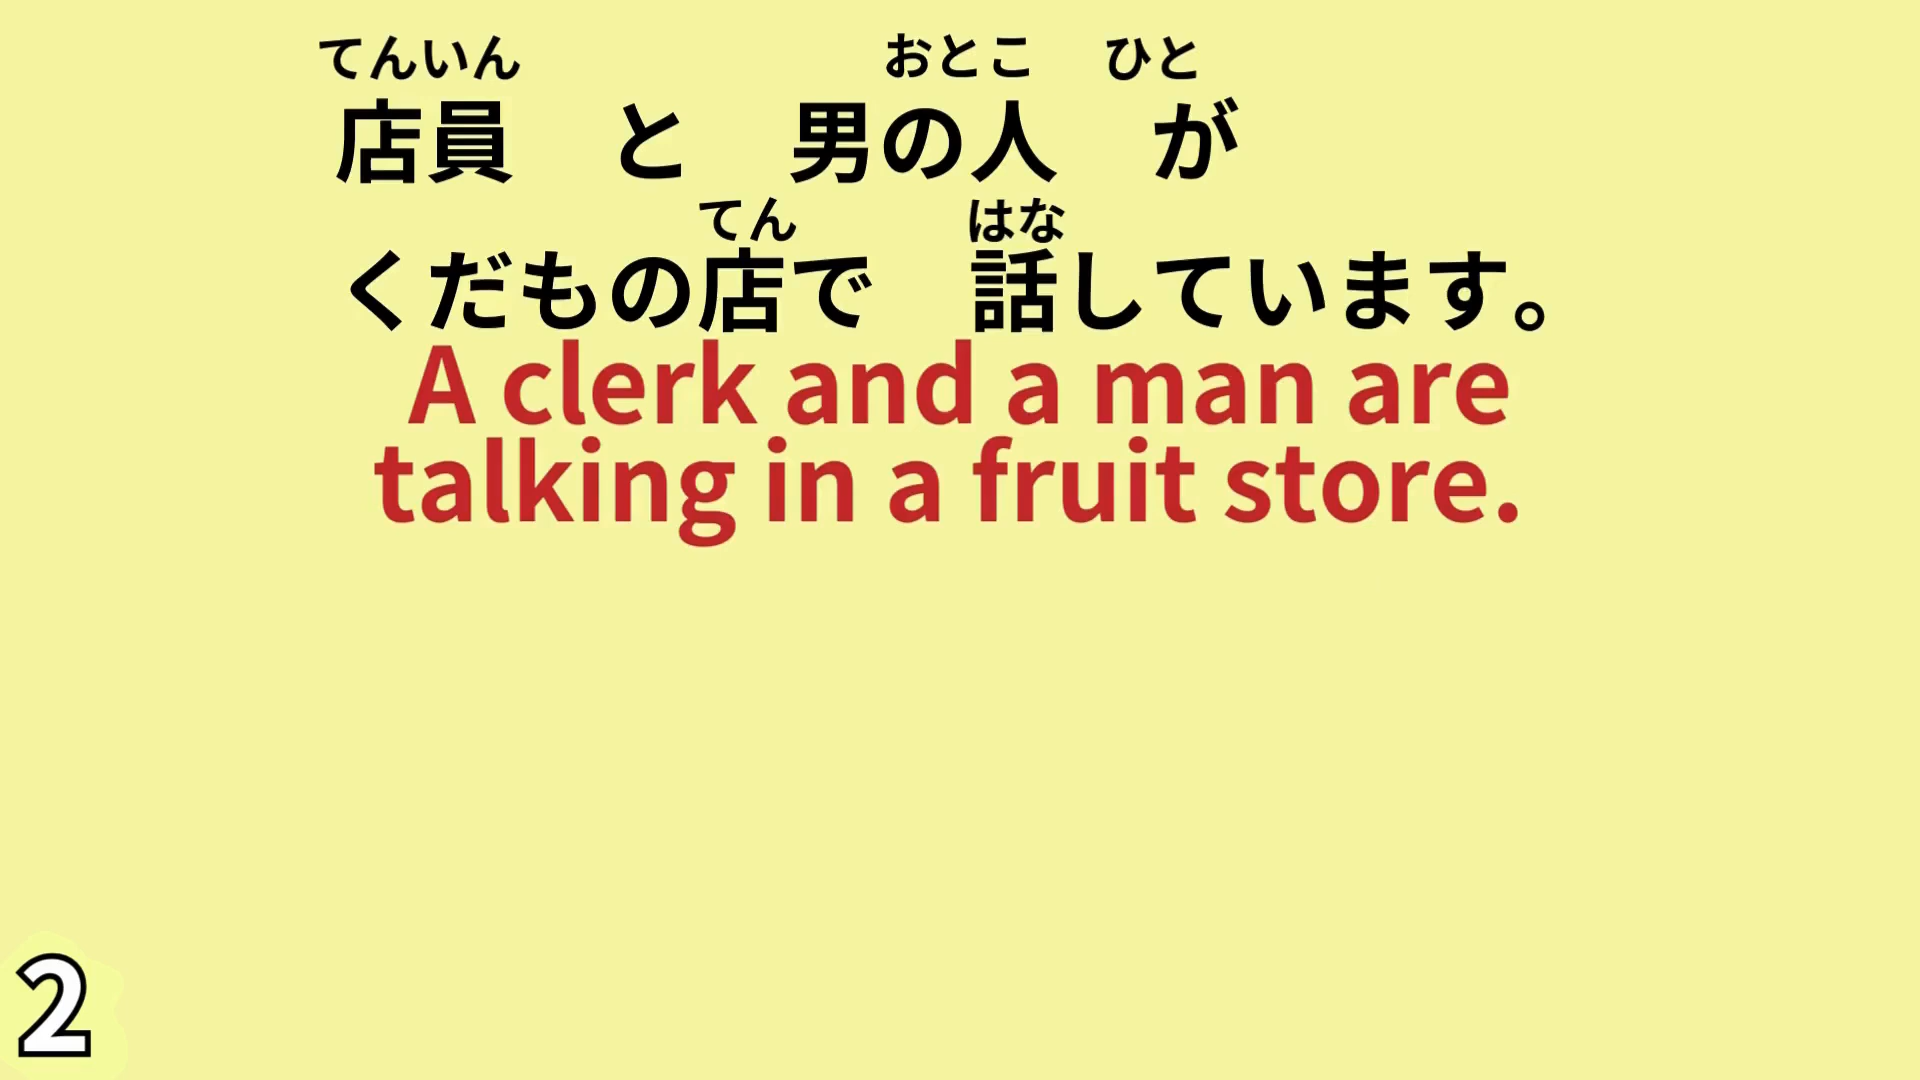 てんいん おとこ ひと
店員 と 男の人 が
てん はな
くだもの店で 話しています。
A clerk and a man are
talking in a fruit store.
2